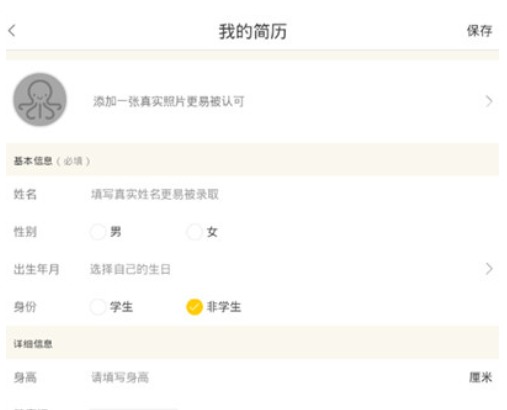 我的简历 保存
添加一张真实照片更易被认可
基本信息（必填）
姓名 填写真实姓名更易被录取
性别 男 女
出生年月 选择自己的生日
身份 学生 非学生
详细信息
身高 请填写身高 厘米